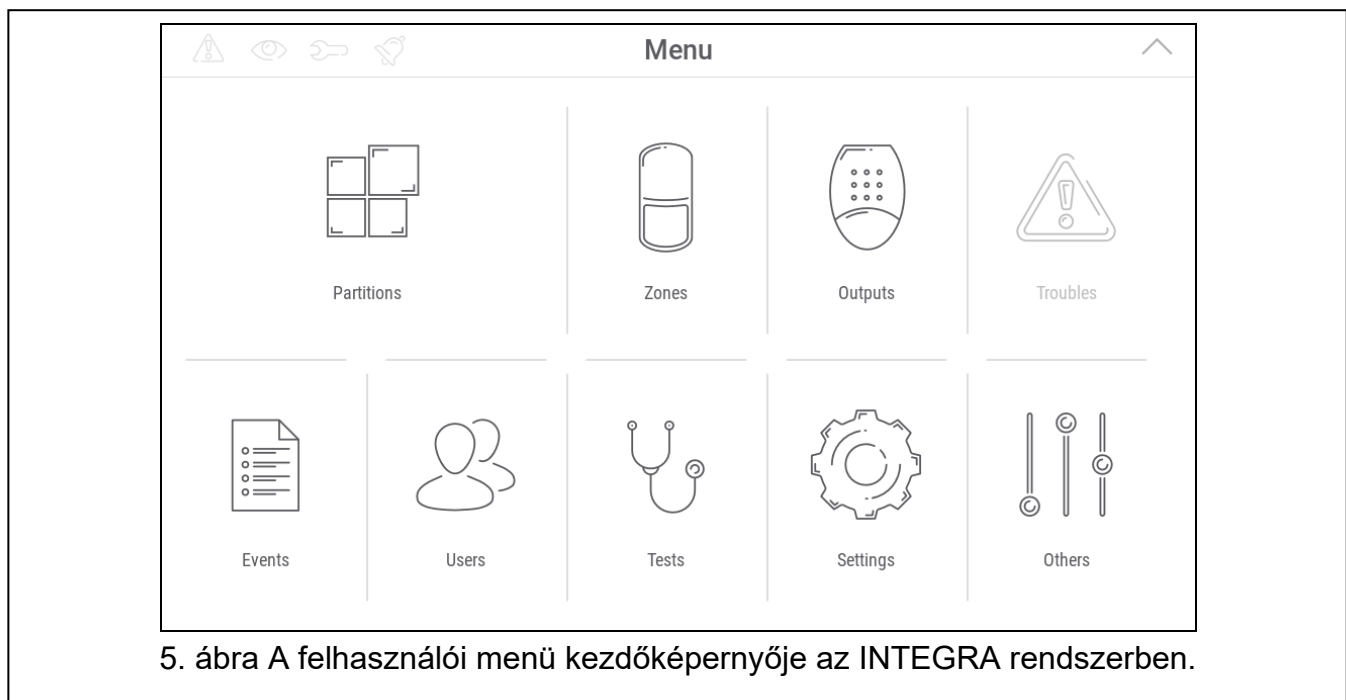 Menu
Partitions
Zones
Outputs
Troubles
Events
Users
Tests
Settings
Others
5. ábra A felhasználói menü kezdőképernyője az INTEGRA rendszerben.